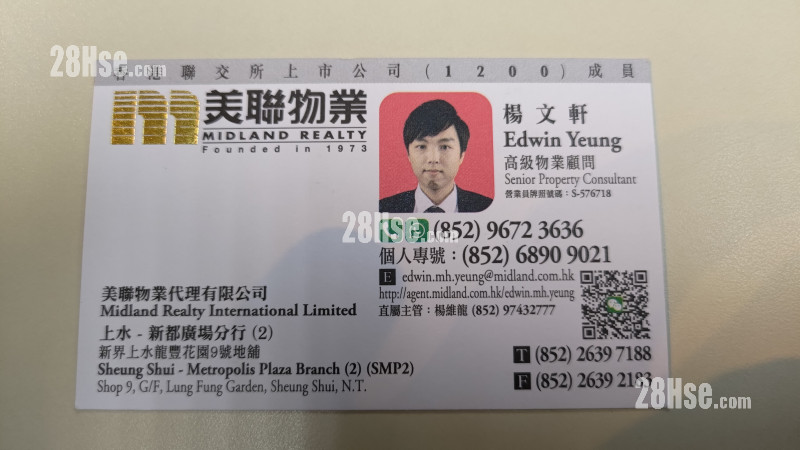 28Hse.com
香港聯交所上市公司(1200)成員
美聯物業
MIDLAND REALTY
Founded in 1973
楊文軒
Edwin Yeung
高級物業顧問
Senior Property Consultant
營業員牌照號碼：S-576718
28Hse.com
(852) 9672 3636
個人專號：(852) 6890 9021
E edwin.mh.yeung@midland.com.hk
http://agent.midland.com.hk/edwin.mh.yeung
直屬主管：楊維龍 (852) 97432777
美聯物業代理有限公司
Midland Realty International Limited
上水 - 新都廣場分行 (2)
新界上水龍豐花園9號地舖
Sheung Shui - Metropolis Plaza Branch (2) (SMP2)
Shop 9, G/F, Lung Fung Garden, Sheung Shui, N.T.
T (852) 2639 7188
F (852) 2639 2183
28Hse.com